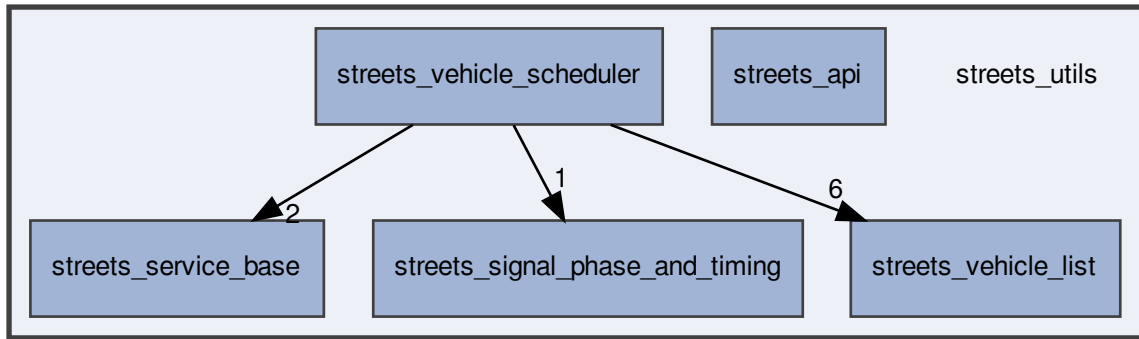 streets_vehicle_scheduler
streets_api
streets_utils
2
1
6
streets_service_base
streets_signal_phase_and_timing
streets_vehicle_list